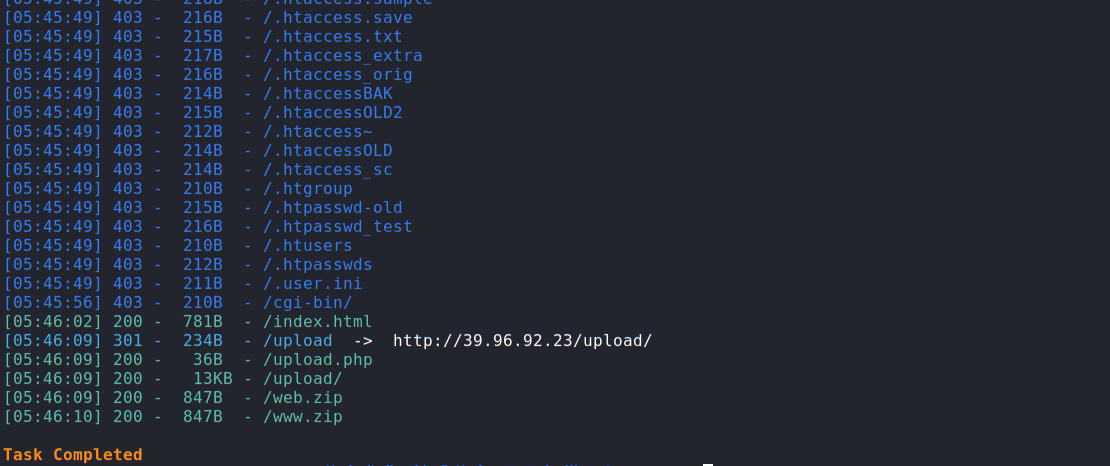 [05:45:49] 403 -  218B  - /.htaccess.sample
[05:45:49] 403 -  216B  - /.htaccess.save
[05:45:49] 403 -  215B  - /.htaccess.txt
[05:45:49] 403 -  217B  - /.htaccess_extra
[05:45:49] 403 -  216B  - /.htaccess_orig
[05:45:49] 403 -  214B  - /.htaccessBAK
[05:45:49] 403 -  215B  - /.htaccessOLD2
[05:45:49] 403 -  212B  - /.htaccess~
[05:45:49] 403 -  214B  - /.htaccessOLD
[05:45:49] 403 -  214B  - /.htaccess_sc
[05:45:49] 403 -  210B  - /.htgroup
[05:45:49] 403 -  215B  - /.htpasswd-old
[05:45:49] 403 -  216B  - /.htpasswd_test
[05:45:49] 403 -  210B  - /.htusers
[05:45:49] 403 -  212B  - /.htpasswds
[05:45:49] 403 -  211B  - /.user.ini
[05:45:56] 403 -  210B  - /cgi-bin/
[05:46:02] 200 -  781B  - /index.html
[05:46:09] 301 -  234B  - /upload  ->  http://39.96.92.23/upload/
[05:46:09] 200 -   36B  - /upload.php
[05:46:09] 200 -   13KB - /upload/
[05:46:09] 200 -  847B  - /web.zip
[05:46:10] 200 -  847B  - /www.zip
Task Completed